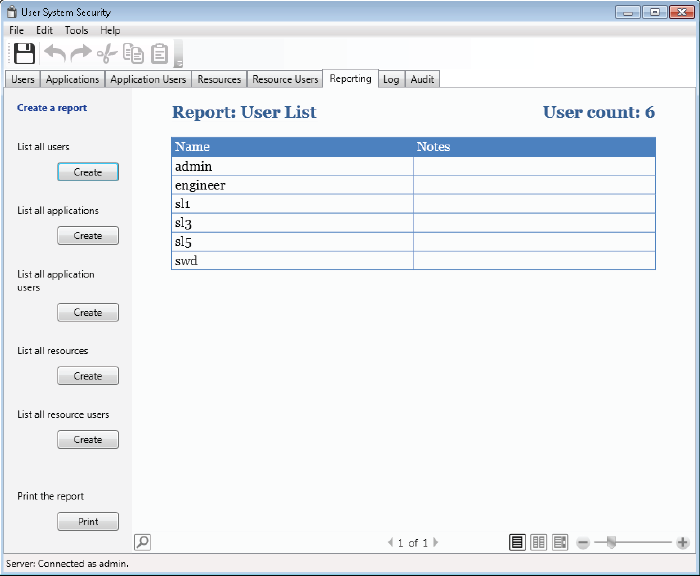 User System Security
File Edit Tools Help
Users Applications Application Users Resources Resource Users Reporting Log Audit
Create a report
List all users
Create
List all applications
Create
List all application
users
Create
List all resources
Create
List all resource users
Create
Print the report
Print
Report: User List User count: 6
Name Notes
admin
engineer
sl1
sl3
sl5
swd
1 of 1
Server: Connected as admin.